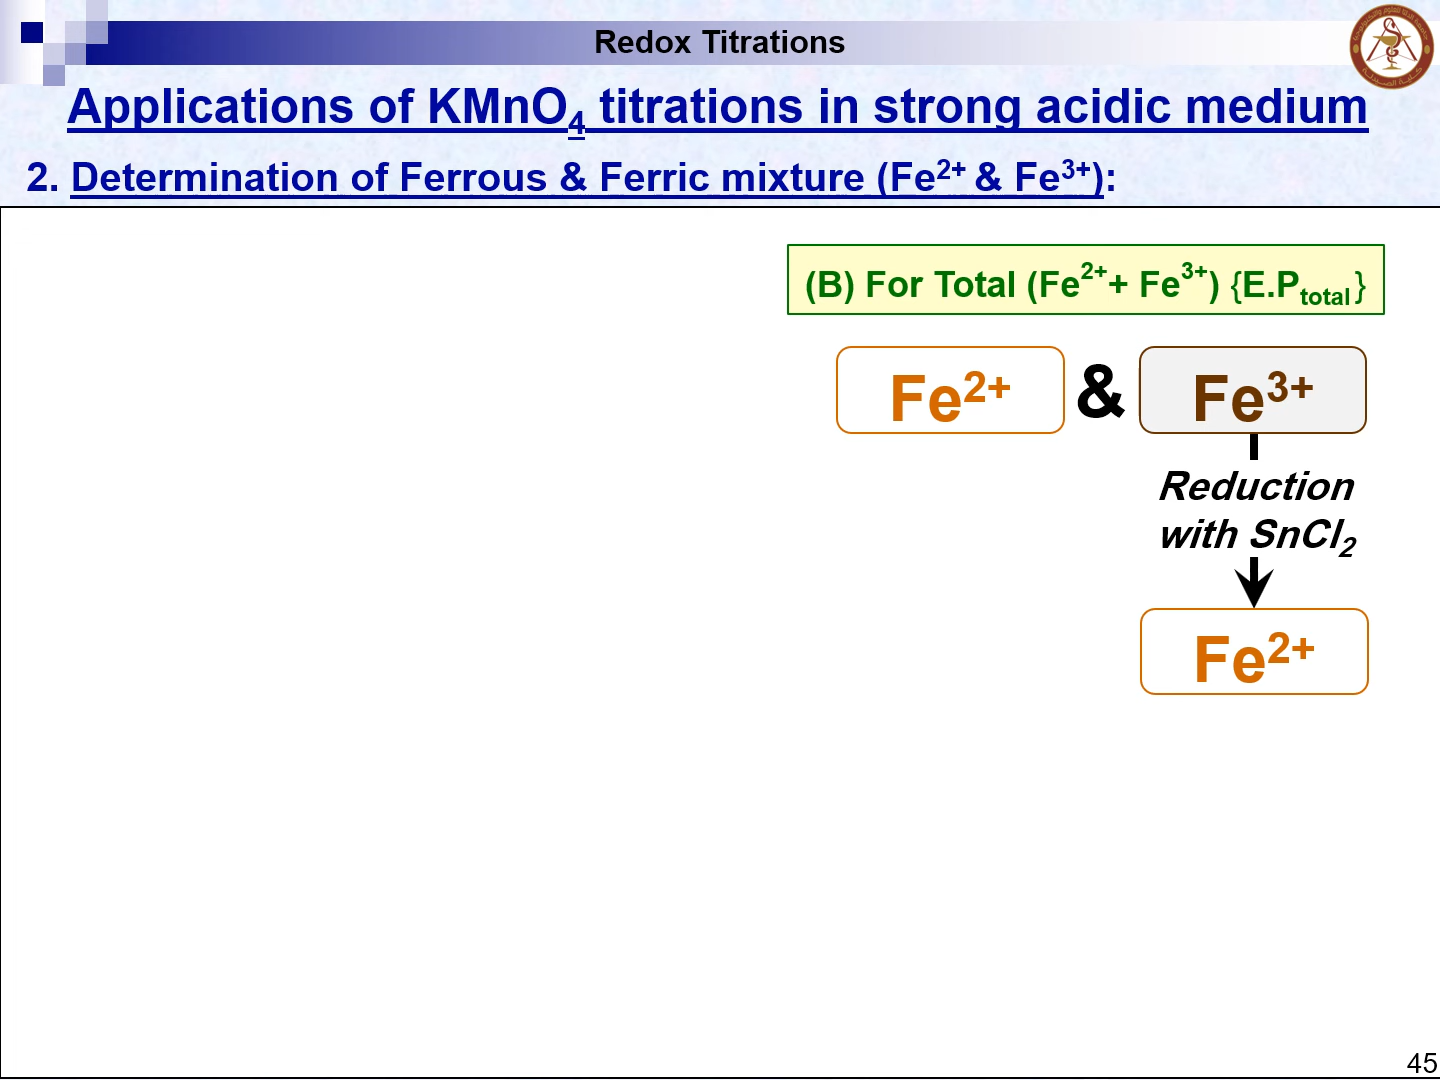 Redox Titrations
Applications of KMnO₄ titrations in strong acidic medium
2. Determination of Ferrous & Ferric mixture (Fe²⁺ & Fe³⁺):
(B) For Total (Fe²⁺+ Fe³⁺) {E.Pₜₒₜₐₗ}
Fe²⁺ & Fe³⁺
Reduction
with SnCl₂
Fe²⁺
45